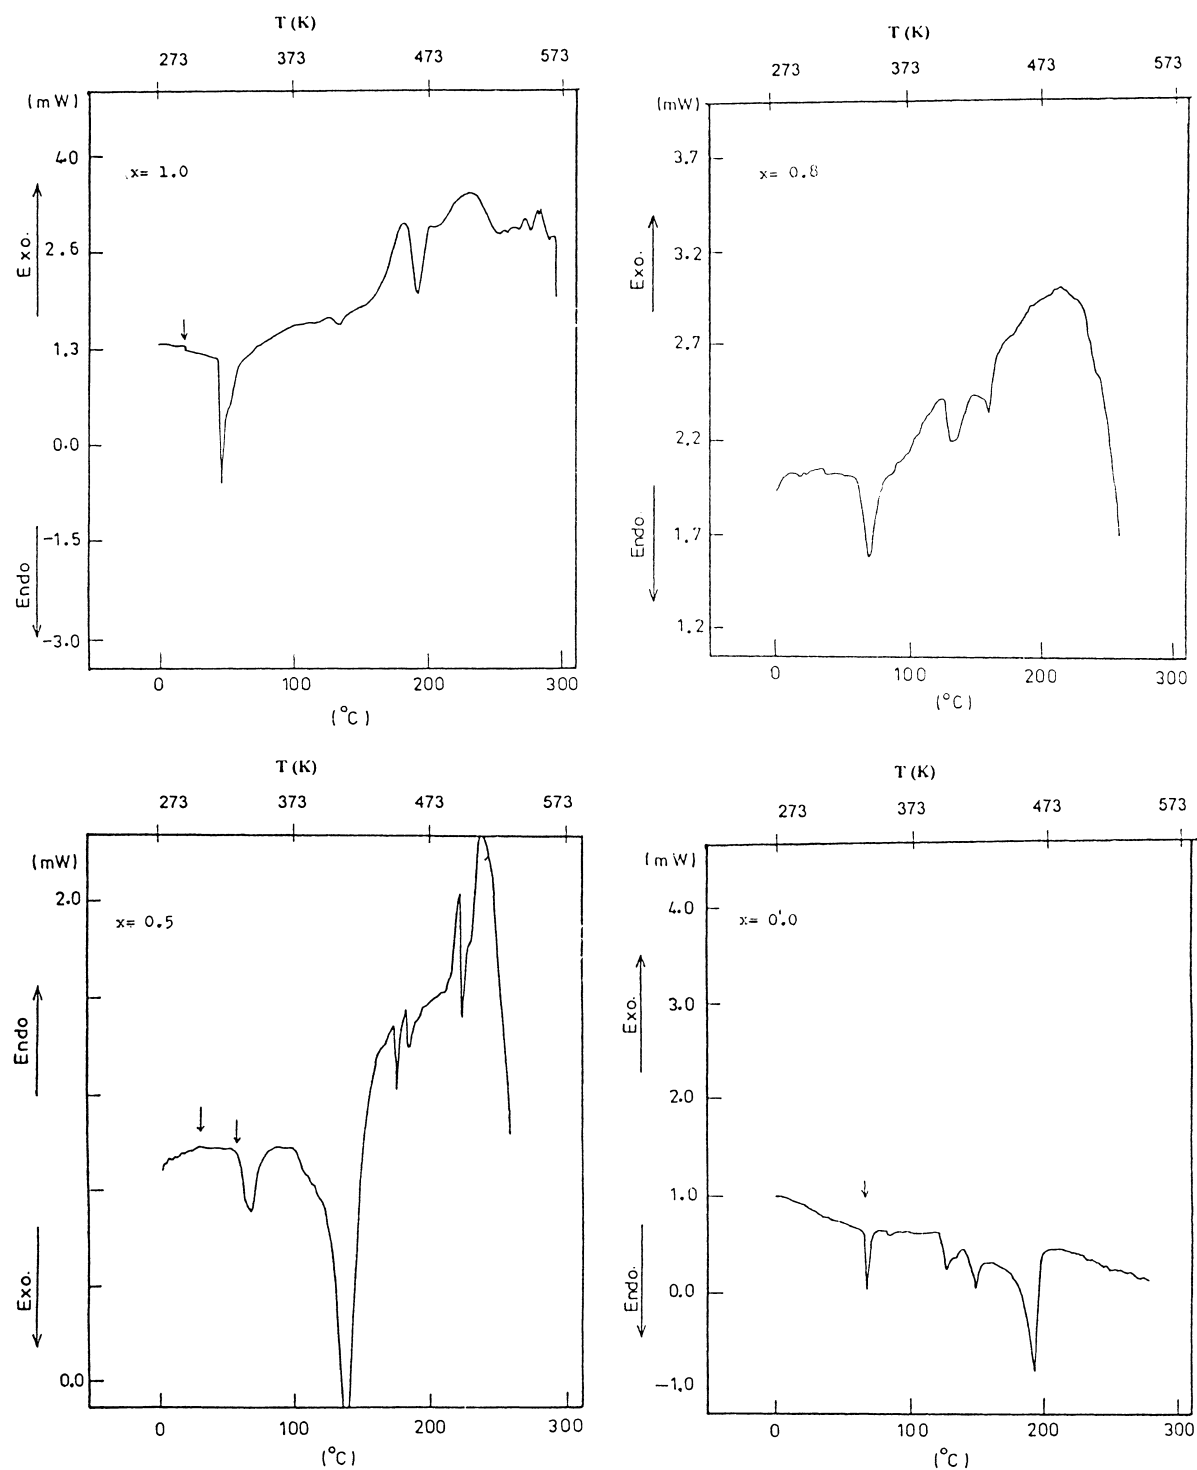 T (K)
273 373 473 573
(mW)
x= 1.0
4.0
2.6
1.3
0.0
-1.5
-3.0
Exo.
Endo
0 100 200 300
(°C)
T (K)
273 373 473 573
(mW)
x= 0.8
3.7
3.2
2.7
2.2
1.7
1.2
Exo.
Endo.
0 100 200 300
(°C)
T (K)
273 373 473 573
(mW)
x= 0.5
2.0
0.0
Endo
Exo.
0 100 200 300
(°C)
T (K)
273 373 473 573
(mW)
x= 0.0
4.0
3.0
2.0
1.0
0.0
-1.0
Exo.
Endo.
0 100 200 300
(°C)